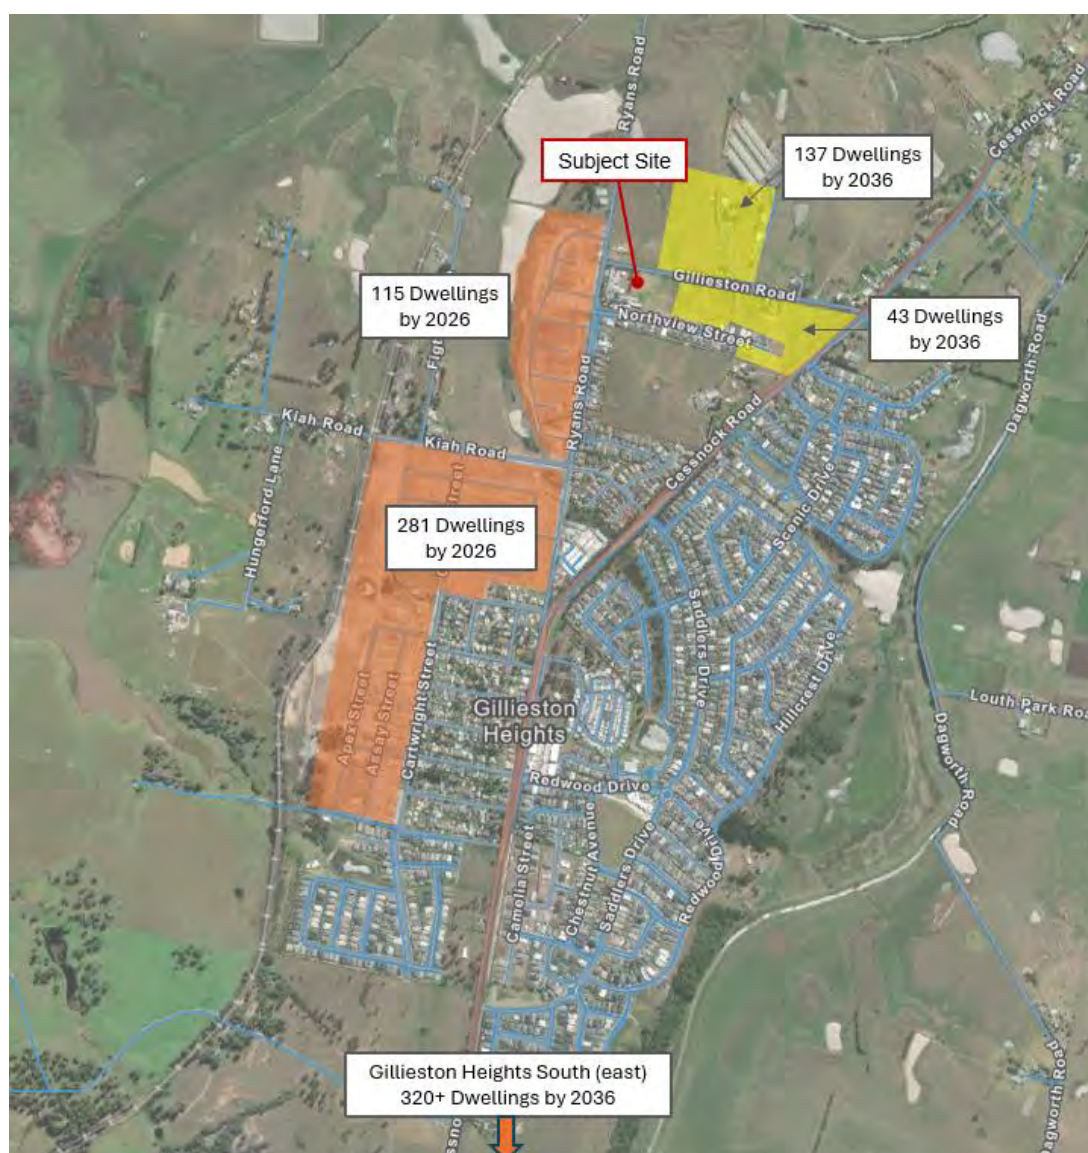 Ryans Road
Cessnock Road
Subject Site
137 Dwellings
by 2036
Gillieston Road
115 Dwellings
by 2026
Northview Street
43 Dwellings
by 2036
Dagworth Road
Ryans Road
Kiah Road
Kiah Road
Cessnock Road
Hungerford Lane
Street
281 Dwellings
by 2026
Scenic Drive
Saddlers Drive
Hillcrest Drive
Louth Park Roa
Apex Street
Assay Street
Cartwright Street
Gillieston
Heights
Dagworth Road
Redwood Drive
Camelia Street
Chestnut Avenue
Saddlers Drive
Redwood Drive
Dagworth Road
Gillieston Heights South (east)
320+ Dwellings by 2036